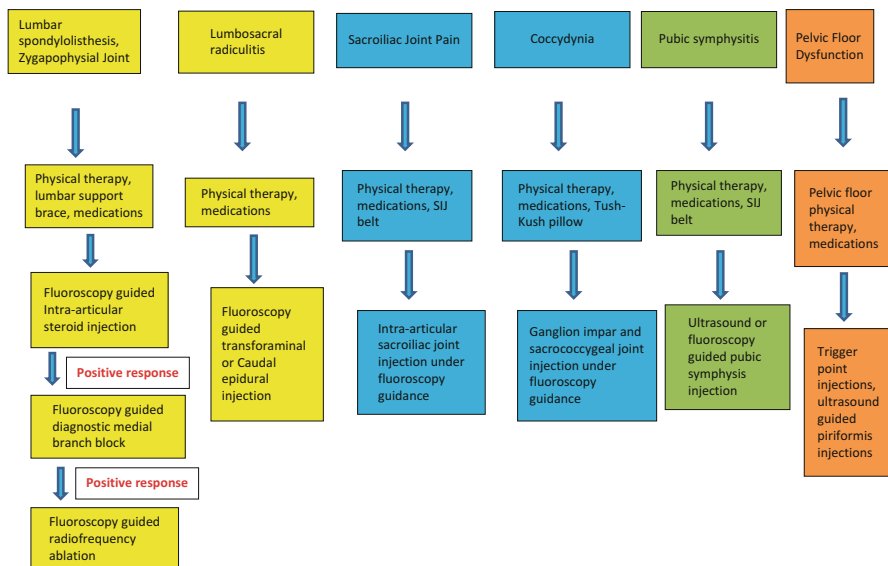 Lumbar
spondylolisthesis,
Zygapophysial Joint
Lumbosacral
radiculitis
Sacroiliac Joint Pain
Coccydynia
Pubic symphysitis
Pelvic Floor
Dysfunction
Physical therapy,
lumbar support
brace, medications
Physical therapy,
medications
Physical therapy,
medications, SIJ
belt
Physical therapy,
medications, Tush-
Kush pillow
Physical therapy,
medications, SIJ
belt
Pelvic floor
physical
therapy,
medications
Fluoroscopy guided
Intra-articular
steroid injection
Fluoroscopy
guided
transforaminal
or Caudal
epidural
injection
Intra-articular
sacroiliac joint
injection under
fluoroscopy
guidance
Ganglion impar and
sacrococcygeal joint
injection under
fluoroscopy
guidance
Ultrasound or
fluoroscopy
guided pubic
symphysis
injection
Trigger
point
injections,
ultrasound
guided
piriformis
injections
Positive response
Fluoroscopy guided
diagnostic medial
branch block
Positive response
Fluoroscopy guided
radiofrequency
ablation